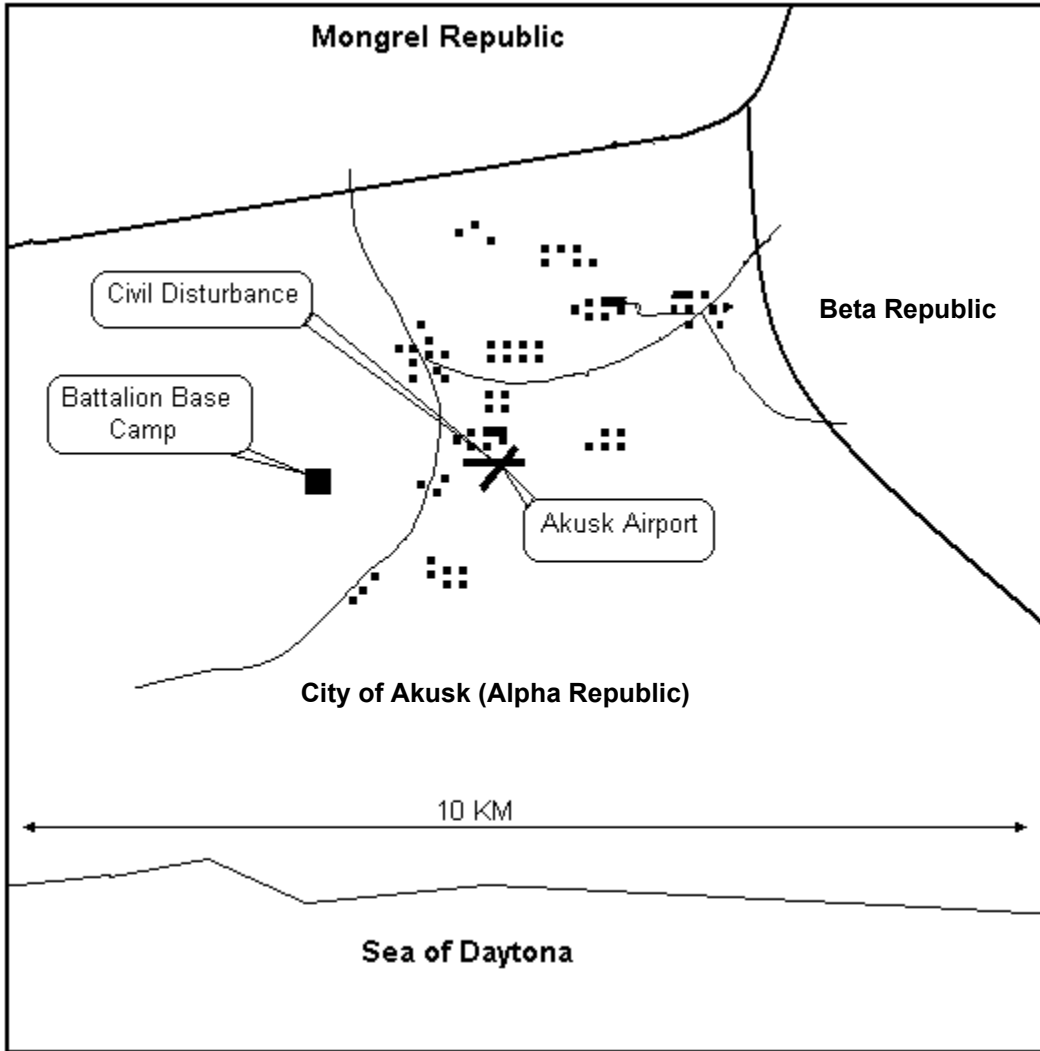 Mongrel Republic
Civil Disturbance
Beta Republic
Battalion Base
Camp
Akusk Airport
City of Akusk (Alpha Republic)
10 KM
Sea of Daytona